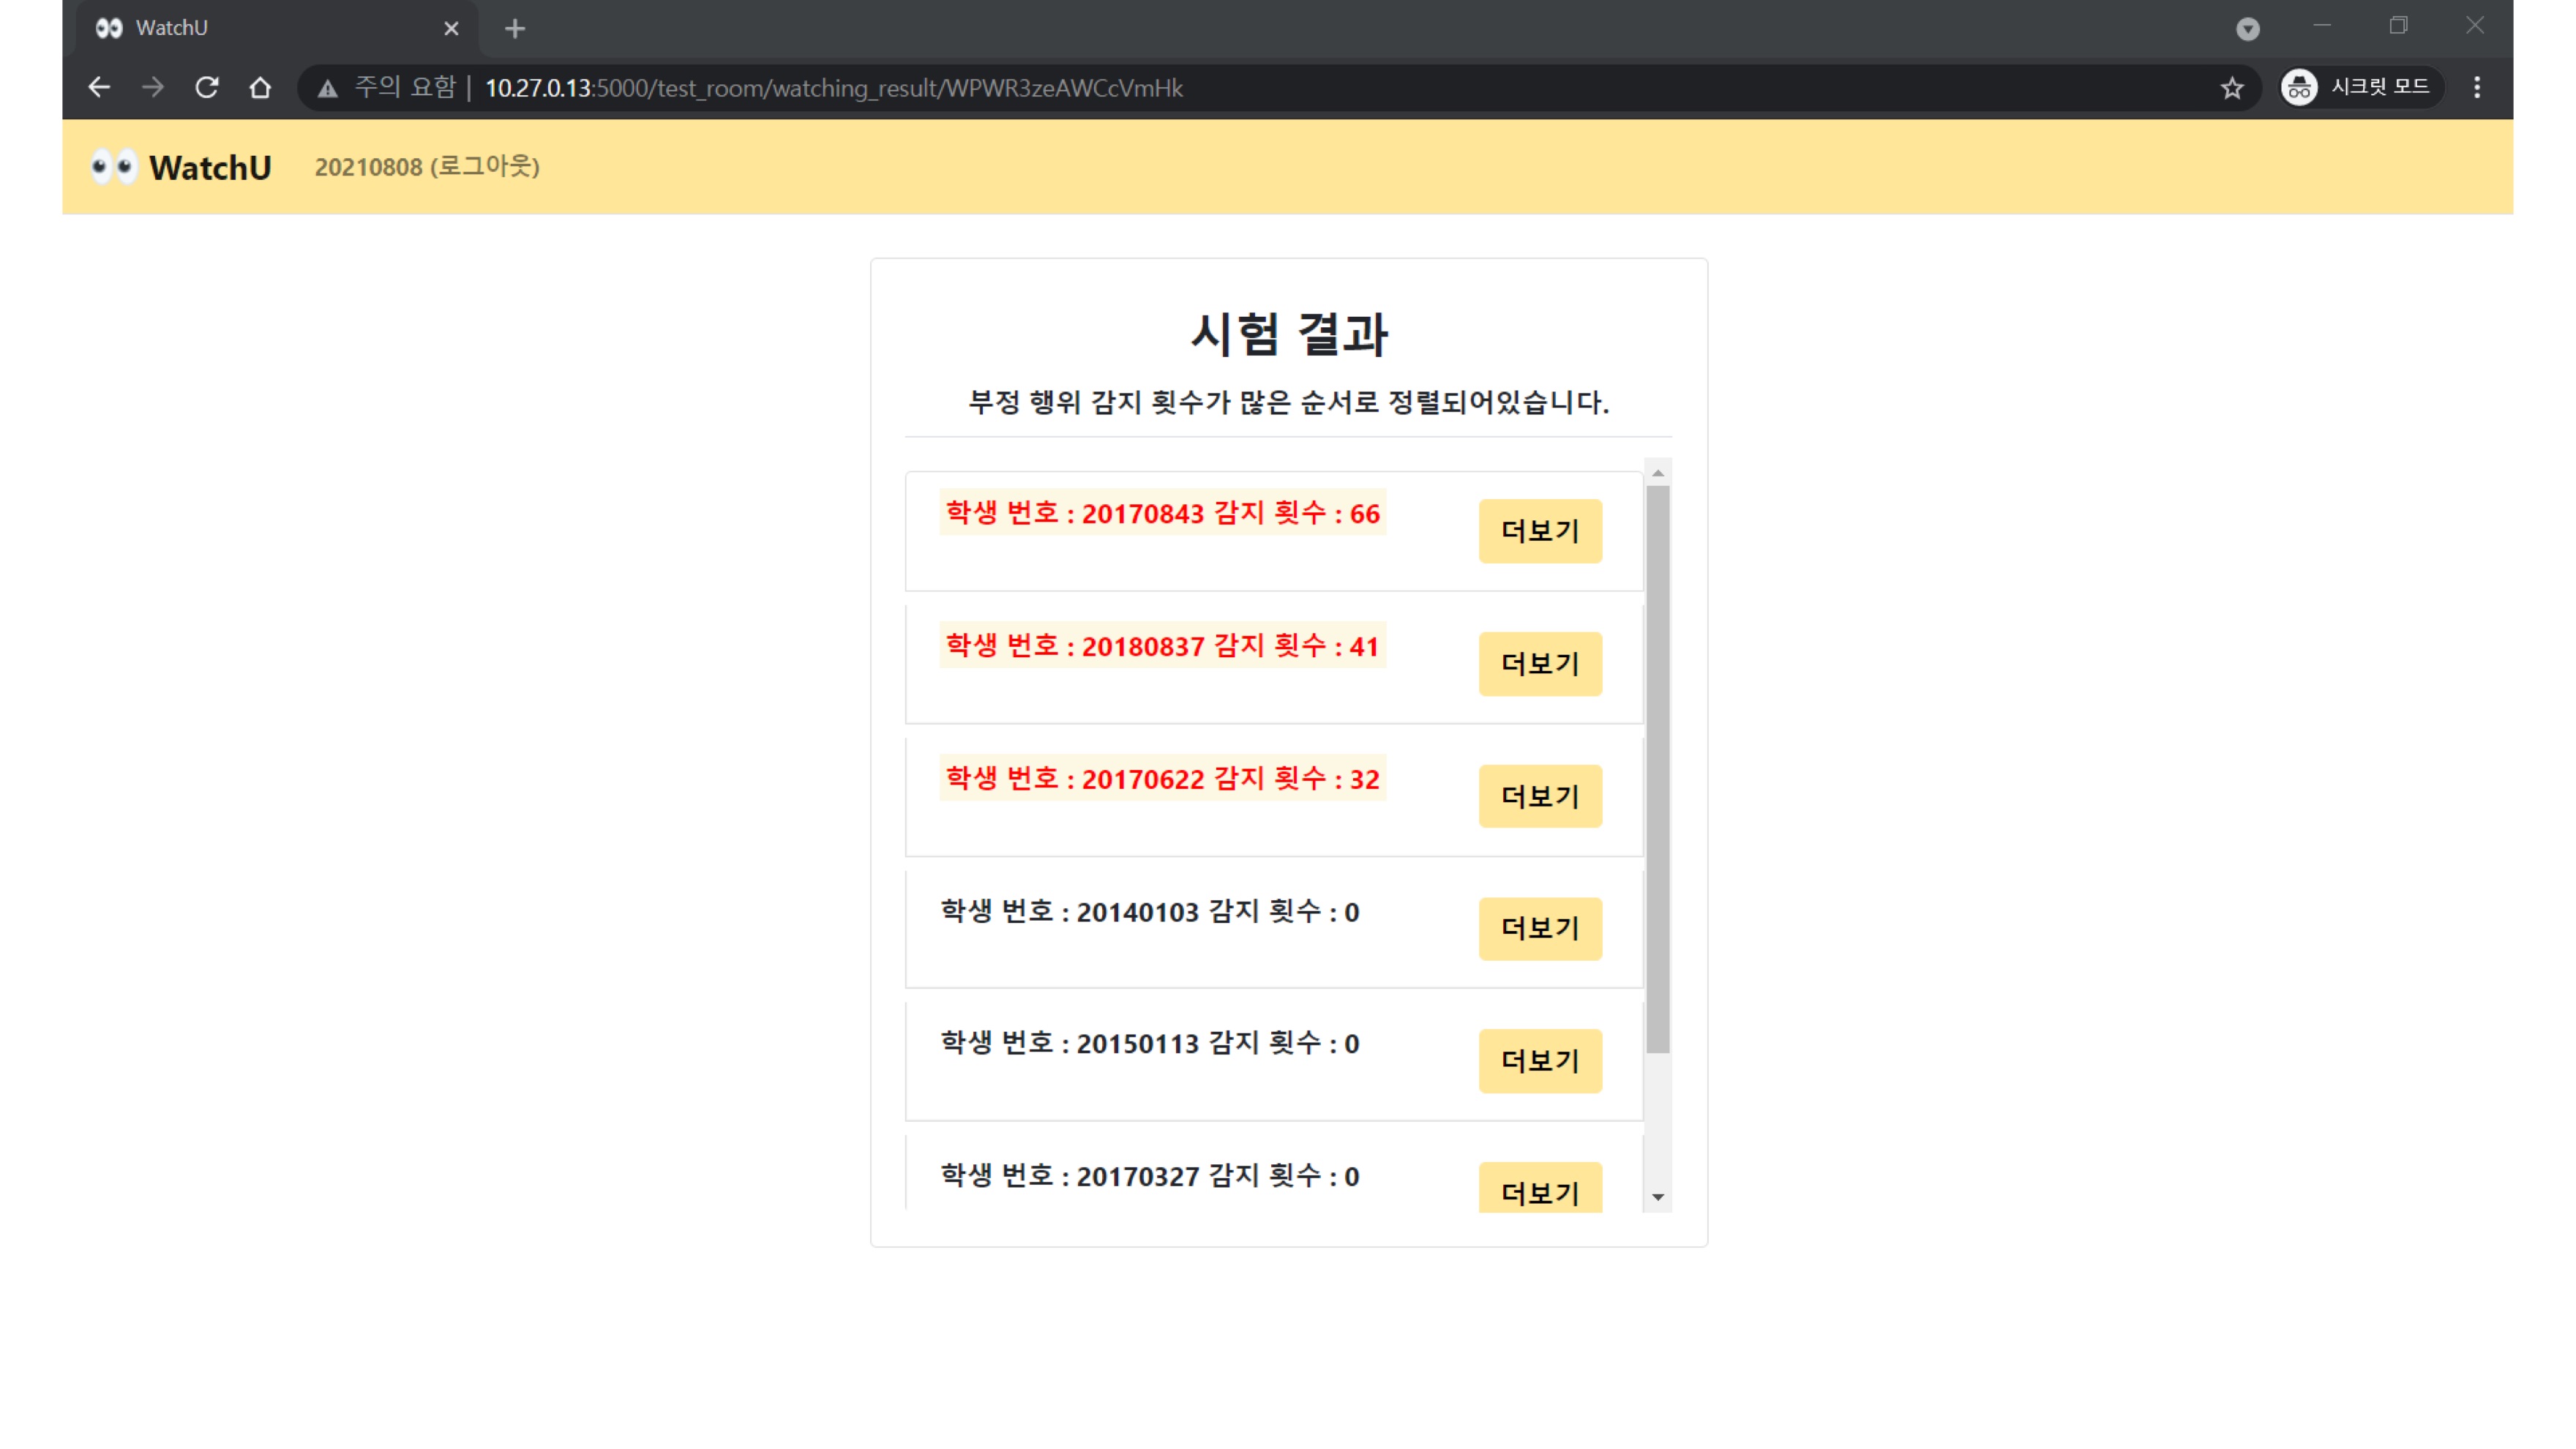 WatchU
주의 요함 | 10.27.0.13:5000/test_room/watching_result/WPWR3zeAWCcVmHk
시크릿 모드
WatchU 20210808 (로그아웃)
시험 결과
부정 행위 감지 횟수가 많은 순서로 정렬되어있습니다.
학생 번호 : 20170843 감지 횟수 : 66
더보기
학생 번호 : 20180837 감지 횟수 : 41
더보기
학생 번호 : 20170622 감지 횟수 : 32
더보기
학생 번호 : 20140103 감지 횟수 : 0
더보기
학생 번호 : 20150113 감지 횟수 : 0
더보기
학생 번호 : 20170327 감지 횟수 : 0
더보기